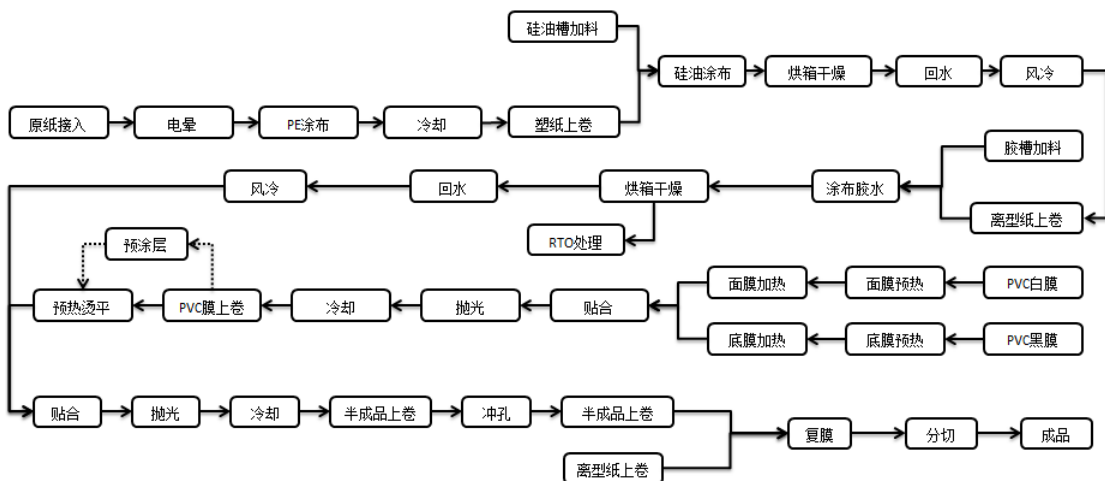 硅油槽加料
硅油涂布
烘箱干燥
回水
风冷
原纸接入
电晕
PE涂布
冷却
塑纸上卷
胶槽加料
风冷
回水
烘箱干燥
涂布胶水
离型纸上卷
RTO处理
预涂层
面膜加热
面膜预热
PVC白膜
预热烫平
PVC膜上卷
冷却
抛光
贴合
底膜加热
底膜预热
PVC黑膜
贴合
抛光
冷却
半成品上卷
冲孔
半成品上卷
复膜
分切
成品
离型纸上卷